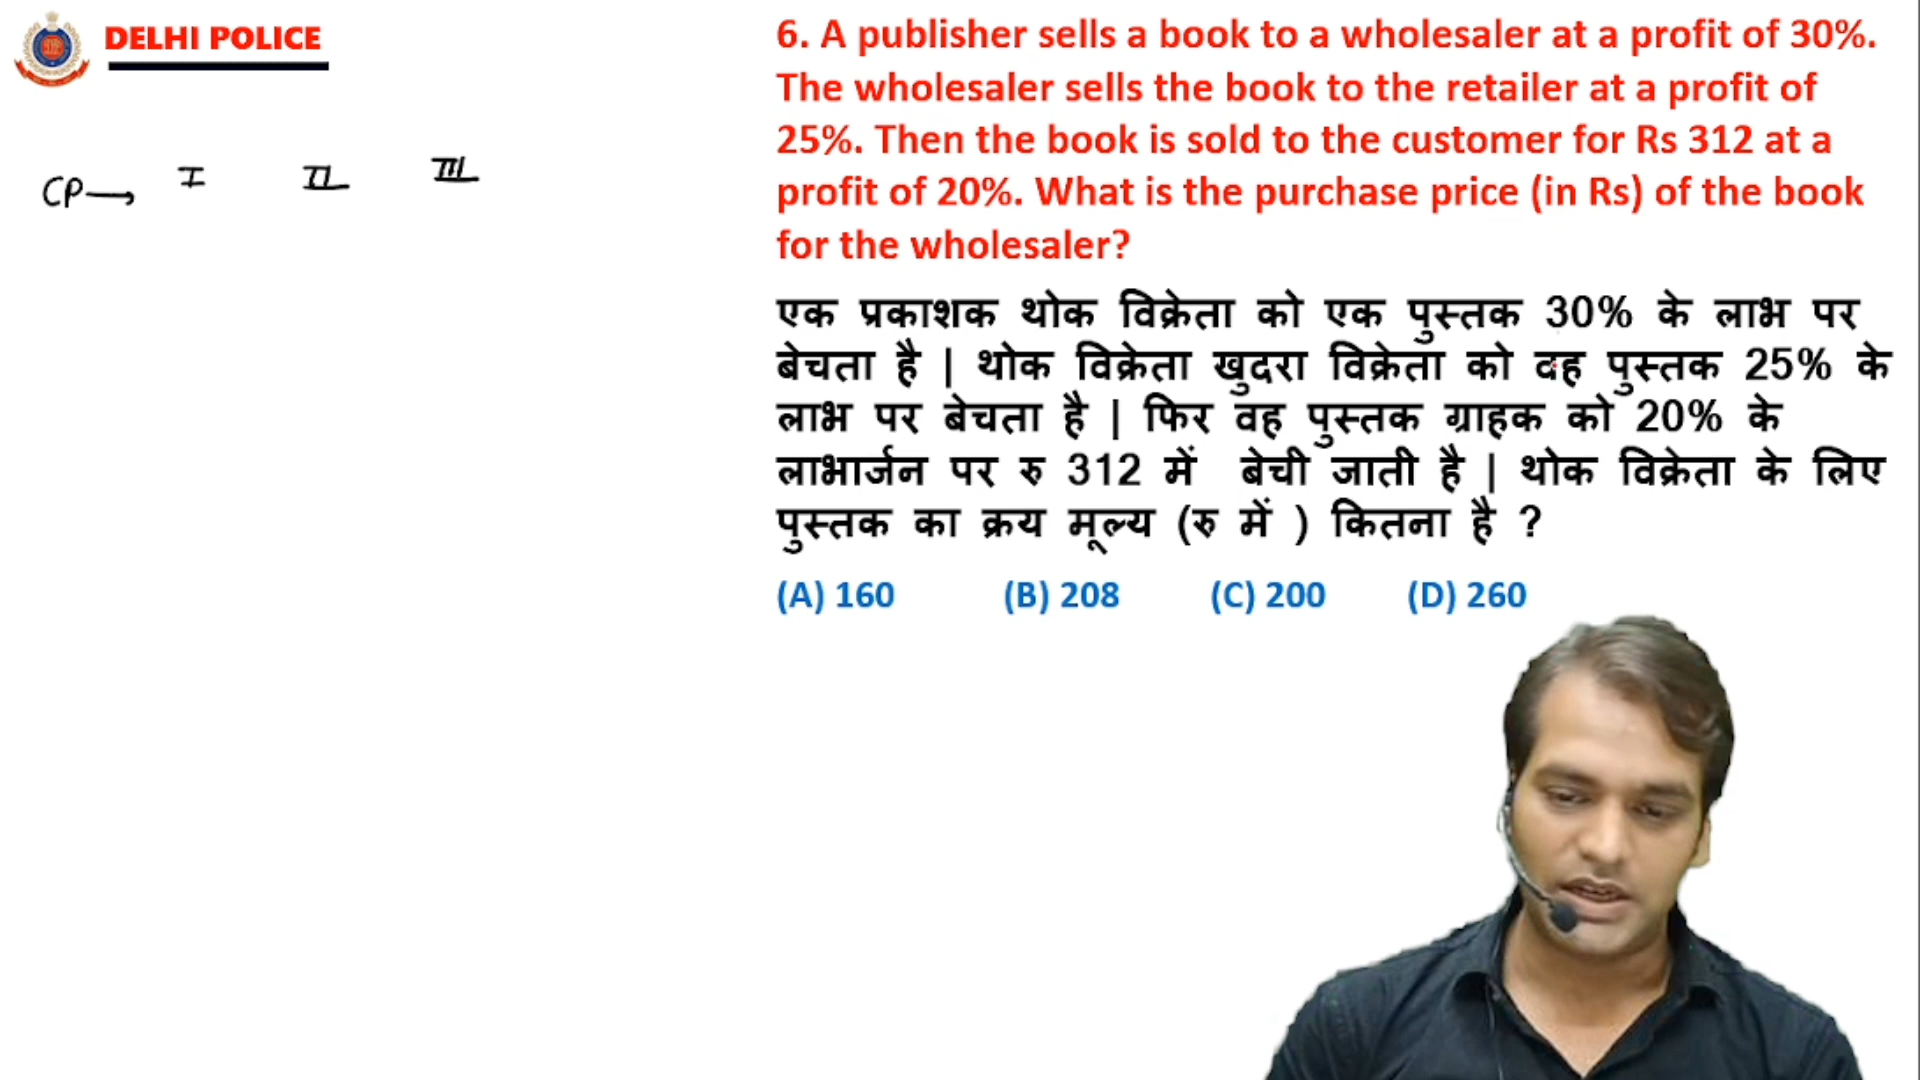 DELHI POLICE
CP→ I II III
6. A publisher sells a book to a wholesaler at a profit of 30%.
The wholesaler sells the book to the retailer at a profit of
25%. Then the book is sold to the customer for Rs 312 at a
profit of 20%. What is the purchase price (in Rs) of the book
for the wholesaler?
एक प्रकाशक थोक विक्रेता को एक पुस्तक 30% के लाभ पर
बेचता है | थोक विक्रेता खुदरा विक्रेता को वह पुस्तक 25% के
लाभ पर बेचता है | फिर वह पुस्तक ग्राहक को 20% के
लाभार्जन पर रु 312 में बेची जाती है | थोक विक्रेता के लिए
पुस्तक का क्रय मूल्य (रु में ) कितना है ?
(A) 160 (B) 208 (C) 200 (D) 260